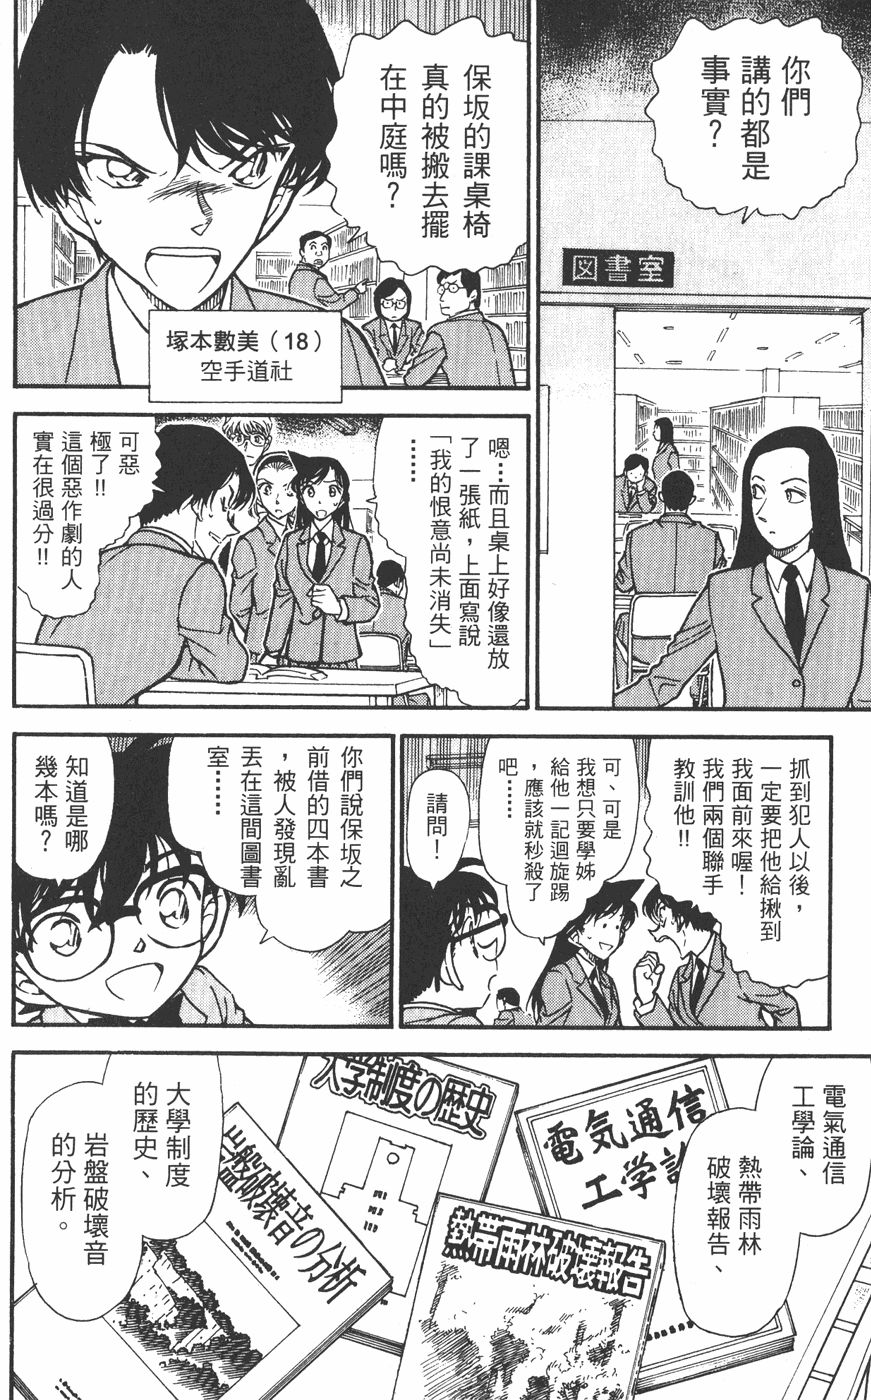 你們
講的都是
事實？
図書室
保坂的課桌椅
真的被搬去擺
在中庭嗎？
塚本數美（18）
空手道社
嗯…而且桌上好像還放
了一張紙，上面寫說
「我的恨意尚未消失」
……
可惡
極了!!
這個惡作劇的人
實在很過分!!
抓到犯人以後，
一定要把他給揪到
我面前來喔！
我們兩個聯手
教訓他!!
可、可是
我想只要學姊
給他一記迴旋踢
，應該就秒殺了
吧……
請問！
你們說保坂之
前借的四本書
，被人發現亂
丟在這間圖書
室……
知道是哪
幾本嗎？
電氣通信
工學論、
熱帶雨林
破壞報告、
大學制度
的歷史、
岩盤破壞音
的分析。
電気通信
工学論
大学制度の歴史
熱帯雨林破壊報告
岩盤破壊音の分析